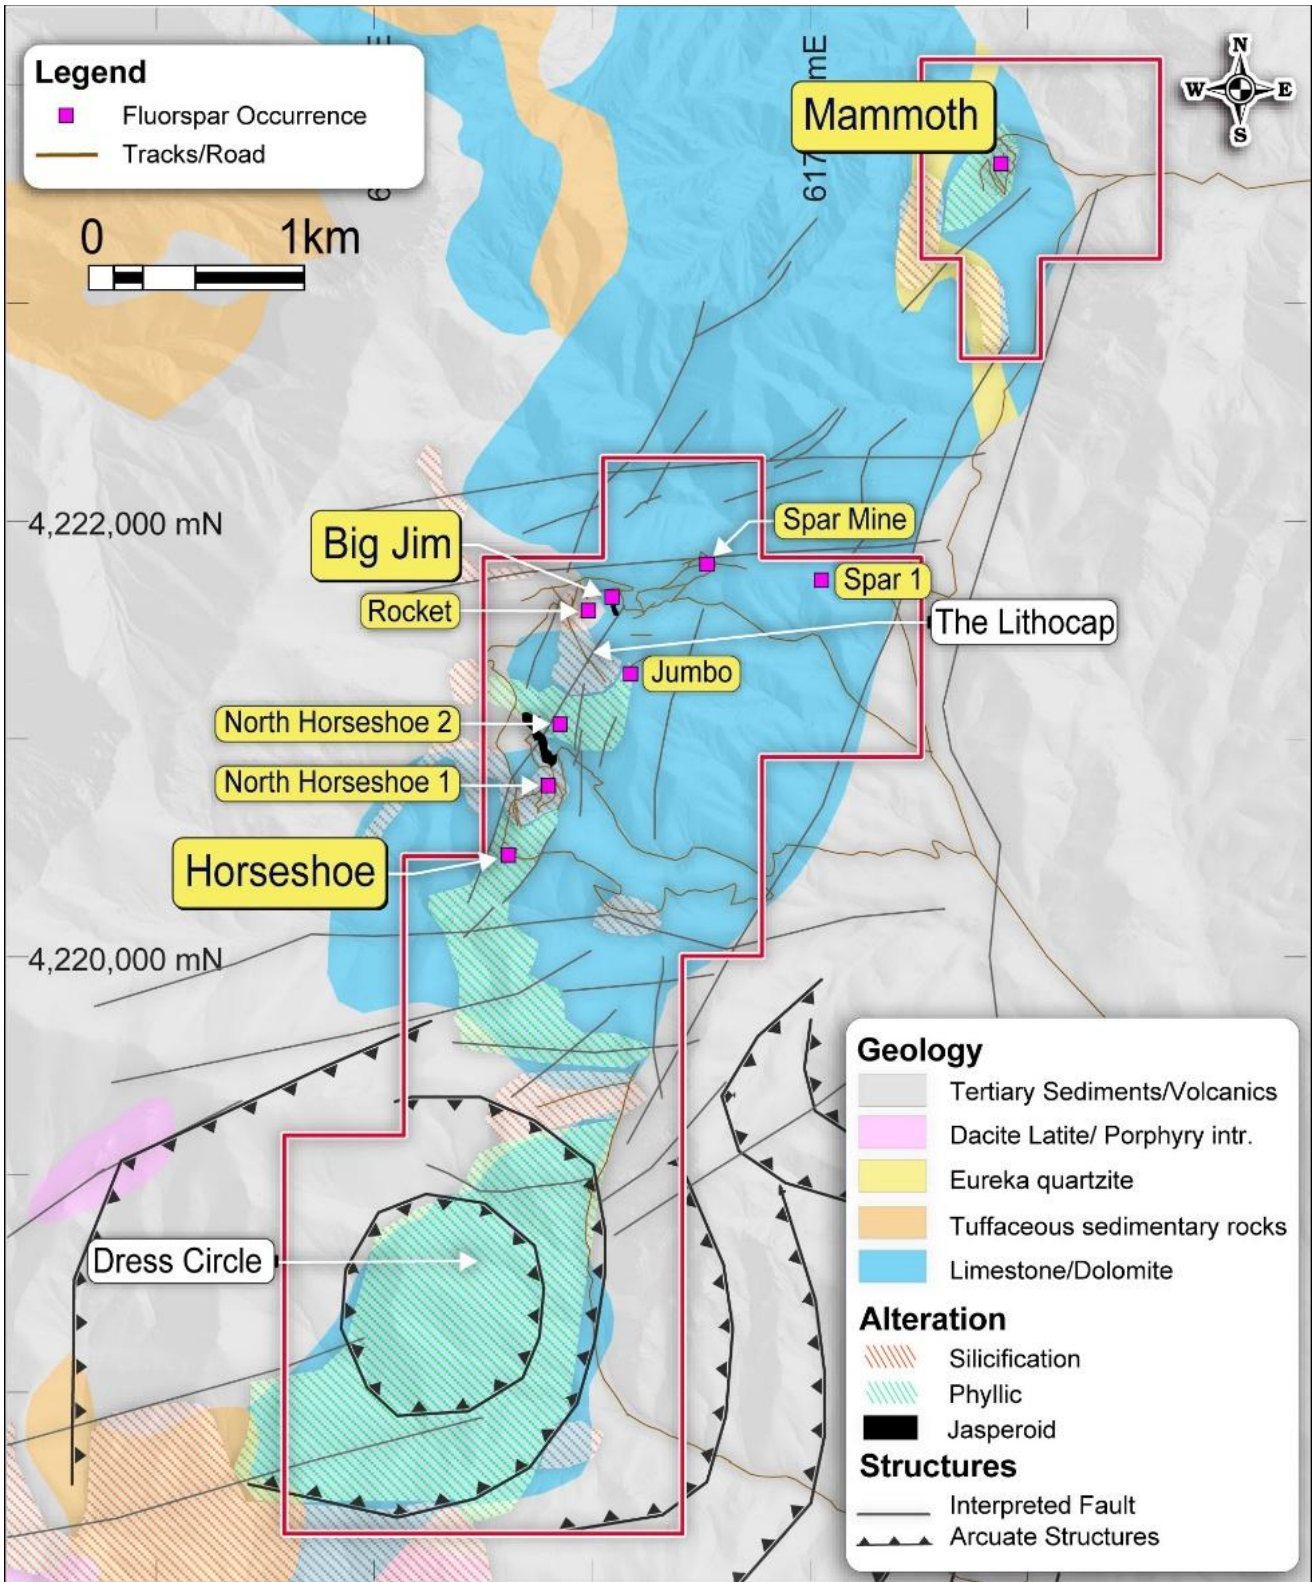 Legend
Fluorspar Occurrence
Tracks/Road
0 1km
617 mE
Mammoth
N
W E
S
4,222,000 mN
Big Jim
Spar Mine
Spar 1
Rocket
The Lithocap
Jumbo
North Horseshoe 2
North Horseshoe 1
Horseshoe
4,220,000 mN
Dress Circle
Geology
Tertiary Sediments/Volcanics
Dacite Latite/ Porphyry intr.
Eureka quartzite
Tuffaceous sedimentary rocks
Limestone/Dolomite
Alteration
Silicification
Phyllic
Jasperoid
Structures
Interpreted Fault
Arcuate Structures